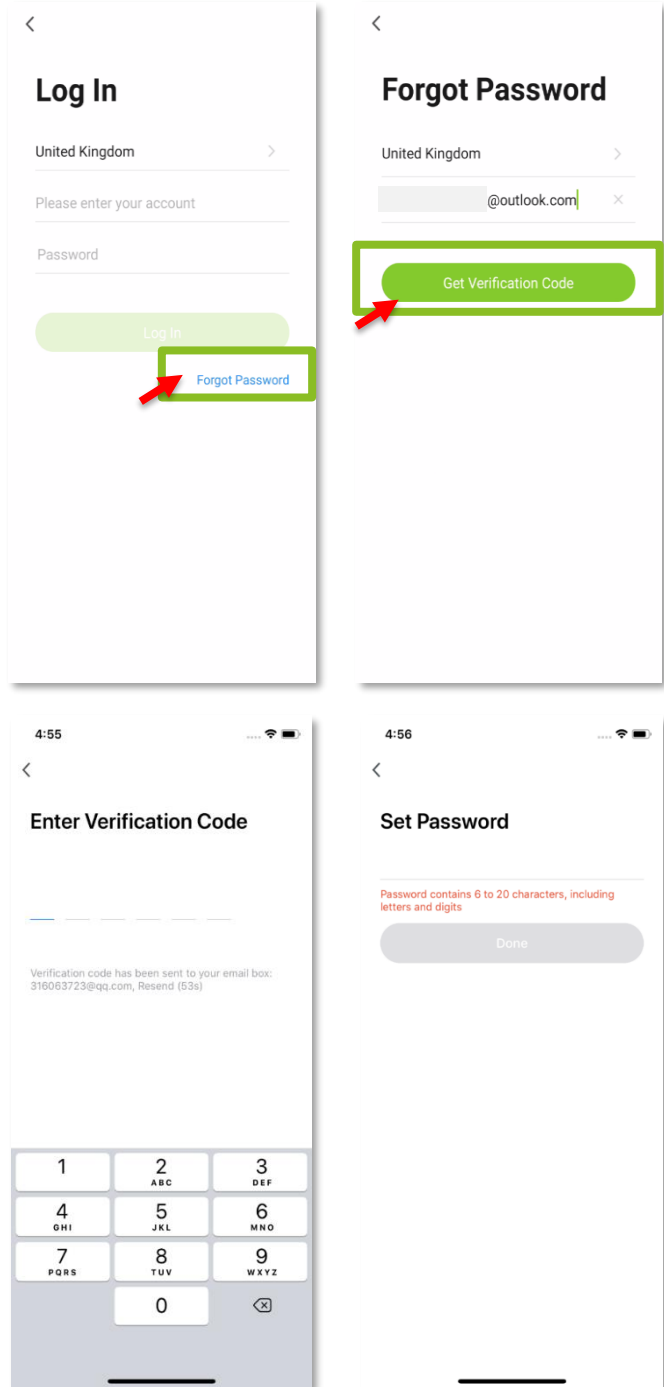 Log In
United Kingdom
Please enter your account
Password
Log In
Forgot Password
Forgot Password
United Kingdom
@outlook.com
Get Verification Code
4:55
Enter Verification Code
Verification code has been sent to your email box:
316063723@qq.com, Resend (53s)
1
2
ABC
3
DEF
4
GHI
5
JKL
6
MNO
7
PQRS
8
TUV
9
WXYZ
0
4:56
Set Password
Password contains 6 to 20 characters, including
letters and digits
Done